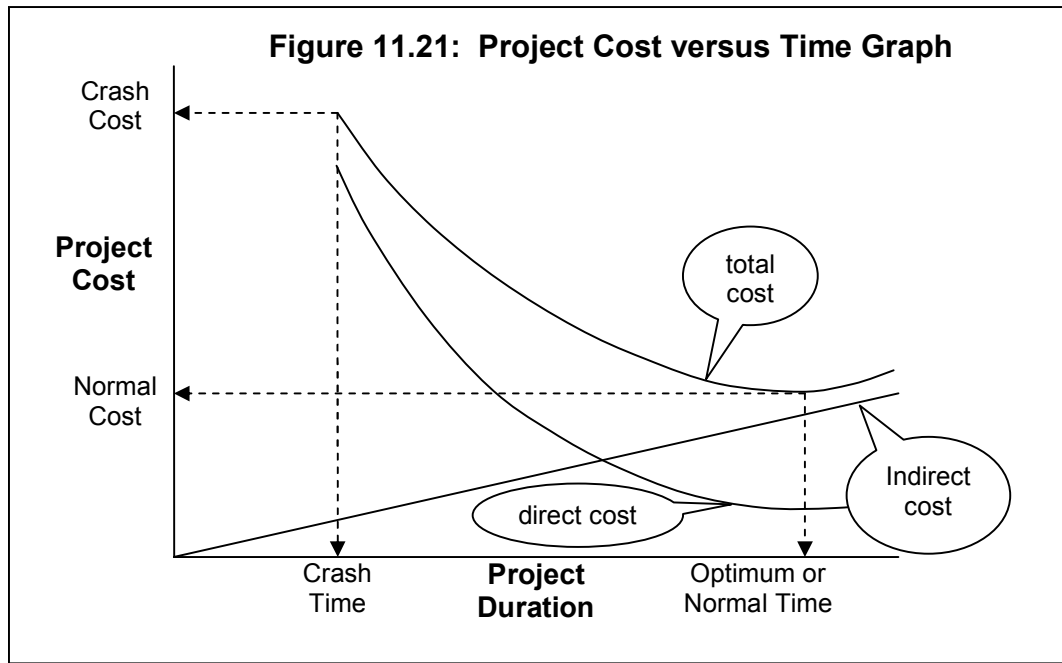 Figure 11.21:  Project Cost versus Time Graph
Crash
Cost
Project
Cost
total
cost
Normal
Cost
Indirect
cost
direct cost
Crash
Time
Project
Duration
Optimum or
Normal Time